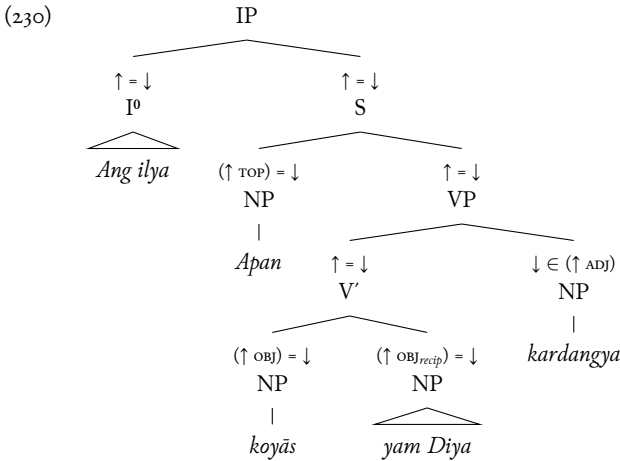 (230) IP
↑ = ↓ ↑ = ↓
I⁰ S
Ang ilya (↑ TOP) = ↓ ↑ = ↓
NP VP
Apan ↑ = ↓ ↓ ∈ (↑ ADJ)
V′ NP
(↑ OBJ) = ↓ (↑ OBJrecip) = ↓ kardangya
NP NP
koyās yam Diya